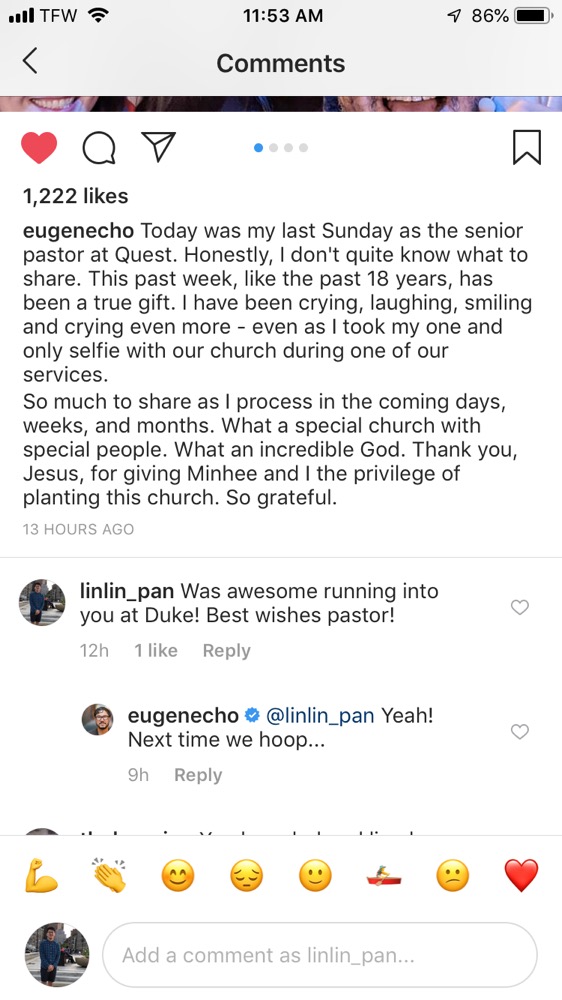 TFW 11:53 AM 86%
Comments
1,222 likes
eugenecho Today was my last Sunday as the senior
pastor at Quest. Honestly, I don't quite know what to
share. This past week, like the past 18 years, has
been a true gift. I have been crying, laughing, smiling
and crying even more - even as I took my one and
only selfie with our church during one of our
services.
So much to share as I process in the coming days,
weeks, and months. What a special church with
special people. What an incredible God. Thank you,
Jesus, for giving Minhee and I the privilege of
planting this church. So grateful.
13 HOURS AGO
linlin_pan Was awesome running into
you at Duke! Best wishes pastor!
12h 1 like Reply
eugenecho @linlin_pan Yeah!
Next time we hoop...
9h Reply
Add a comment as linlin_pan...